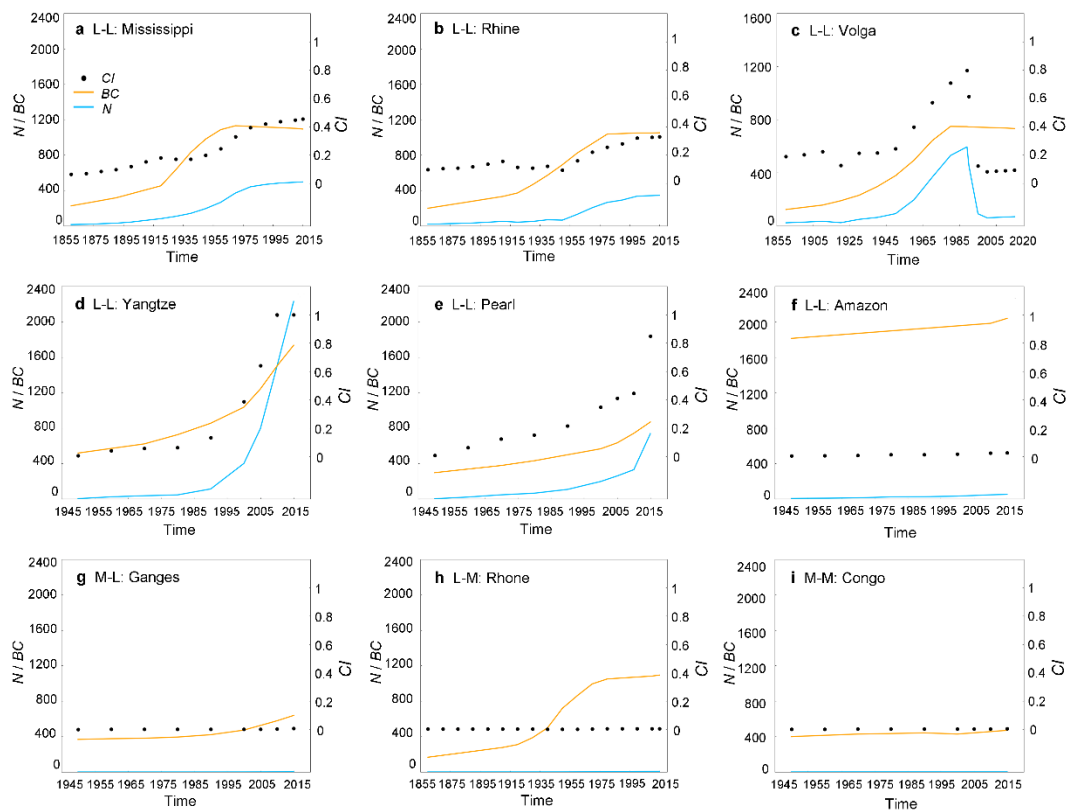 a L-L: Mississippi
2400
2000
1600
1200
800
400
0
N / BC
CI
BC
N
1
0.8
0.6
0.4
0.2
0
CI
1855 1875 1895 1915 1935 1955 1975 1995 2015
Time
b L-L: Rhine
2400
2000
1600
1200
800
400
0
N / BC
1
0.8
0.6
0.4
0.2
0
CI
1855 1875 1895 1915 1935 1955 1975 1995 2015
Time
c L-L: Volga
1600
1200
800
400
0
N / BC
1
0.8
0.6
0.4
0.2
0
CI
1885 1905 1925 1945 1965 1985 2005 2020
Time
d L-L: Yangtze
2400
2000
1600
1200
800
400
0
N / BC
1
0.8
0.6
0.4
0.2
0
CI
1945 1955 1965 1975 1985 1995 2005 2015
Time
e L-L: Pearl
2400
2000
1600
1200
800
400
0
N / BC
1
0.8
0.6
0.4
0.2
0
CI
1945 1955 1965 1975 1985 1995 2005 2015
Time
f L-L: Amazon
2400
2000
1600
1200
800
400
0
N / BC
1
0.8
0.6
0.4
0.2
0
CI
1945 1955 1965 1975 1985 1995 2005 2015
Time
g M-L: Ganges
2400
2000
1600
1200
800
400
0
N / BC
1
0.8
0.6
0.4
0.2
0
CI
1945 1955 1965 1975 1985 1995 2005 2015
Time
h L-M: Rhone
2400
2000
1600
1200
800
400
0
N / BC
1
0.8
0.6
0.4
0.2
0
CI
1855 1875 1895 1915 1935 1955 1975 1995 2015
Time
i M-M: Congo
2400
2000
1600
1200
800
400
0
N / BC
1
0.8
0.6
0.4
0.2
0
CI
1945 1955 1965 1975 1985 1995 2005 2015
Time